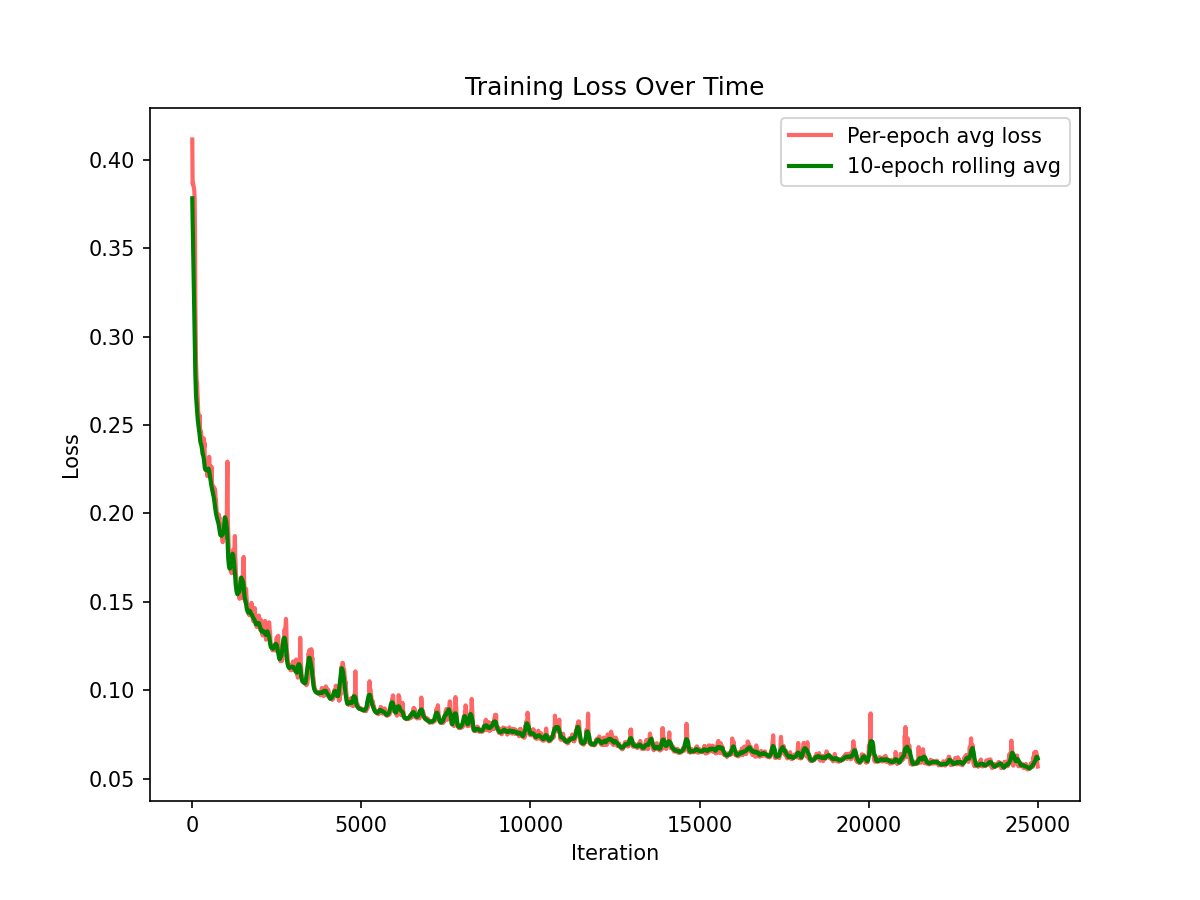 Training Loss Over Time
Per-epoch avg loss
10-epoch rolling avg
0.40
0.35
0.30
0.25
0.20
0.15
0.10
0.05
Loss
0 5000 10000 15000 20000 25000
Iteration